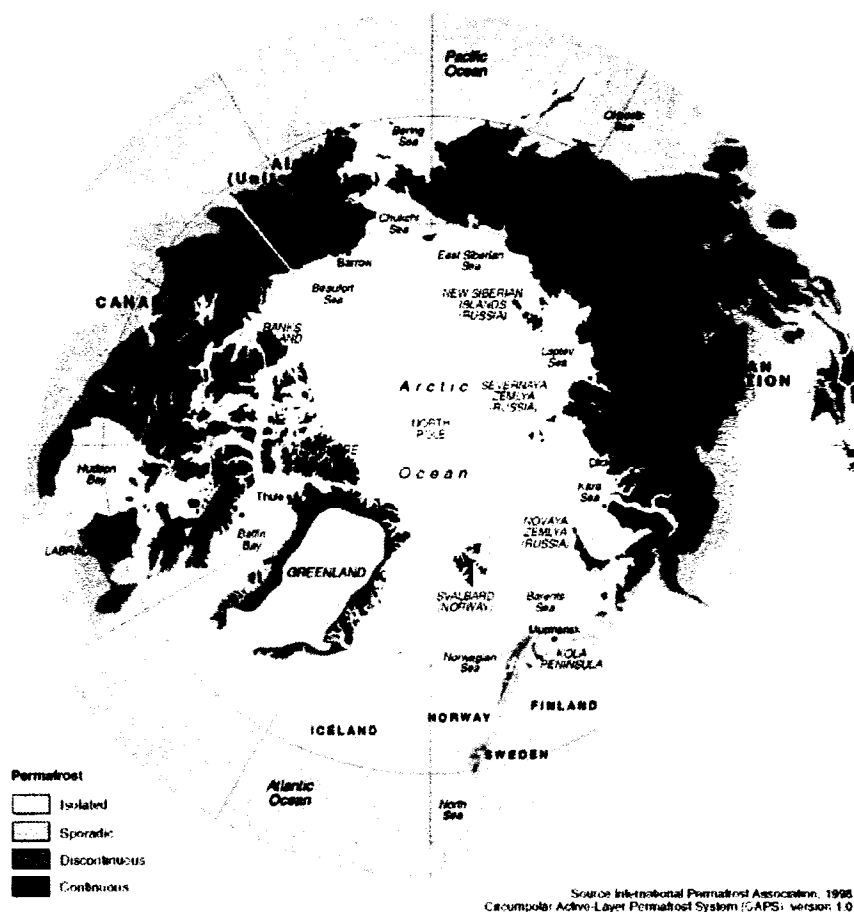 Pacific
Ocean
Bering
Sea
Okhotsk
Sea
Chukchi
Sea
Barrow
East Siberian
Sea
Beaufort
Sea
NEW SIBERIAN
ISLANDS
(RUSSIA)
BANKS
Laptev
Sea
Arctic
SEVERNAYA
ZEMLYA
(RUSSIA)
NORTH
POLE
Ocean
Hudson
Bay
Kara
Sea
Thule
NOVAYA
ZEMLYA
(RUSSIA)
Baffin
Bay
GREENLAND
SVALBARD
(NORWAY)
Barents
Sea
Murmansk
KOLA
PENINSULA
Norwegian
Sea
FINLAND
NORWAY
ICELAND
SWEDEN
Atlantic
Ocean
North
Sea
Permafrost
Isolated
Sporadic
Discontinuous
Continuous
Source International Permafrost Association, 1998
Circumpolar Active-Layer Permafrost System (CAPS), version 1.0